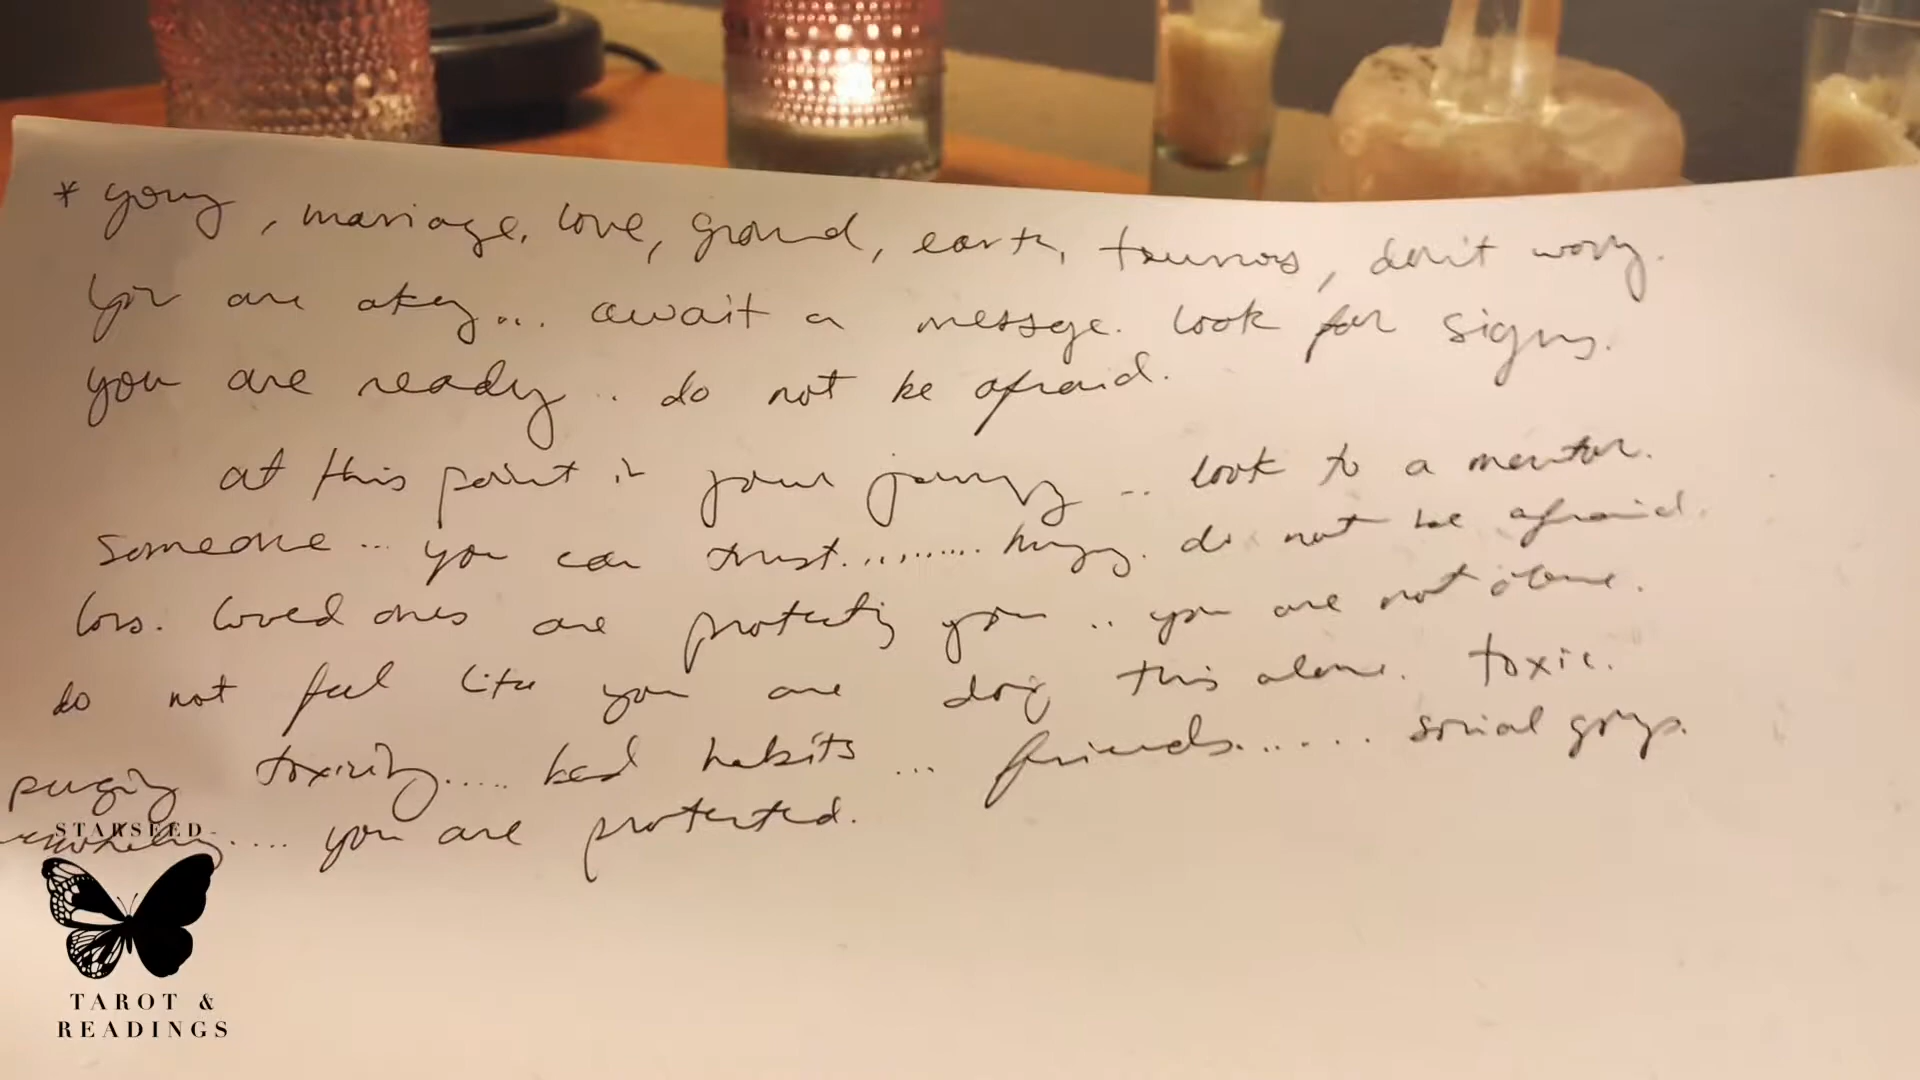 * young, marriage, love, ground, earth, taurus, don't worry.
you are okay... await a message. look for signs.
you are ready.. do not be afraid.
at this point in your journey... look to a mentor.
someone... you can trust......... hungry. do not be afraid.
loss. loved ones are protecting you.. you are not alone.
do not feel like you are doing this alone. toxic.
purging toxicity..... bad habits ... friends...... social groups.
.... you are protected.
STARSEED
TAROT &
READINGS